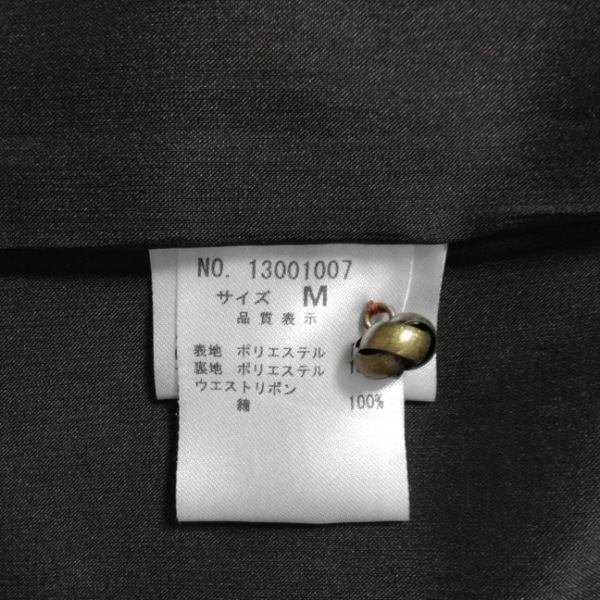 NO. 13001007
サイズ M
品質表示
表地 ポリエステル
裏地 ポリエステル
ウエストリボン
綿 100%